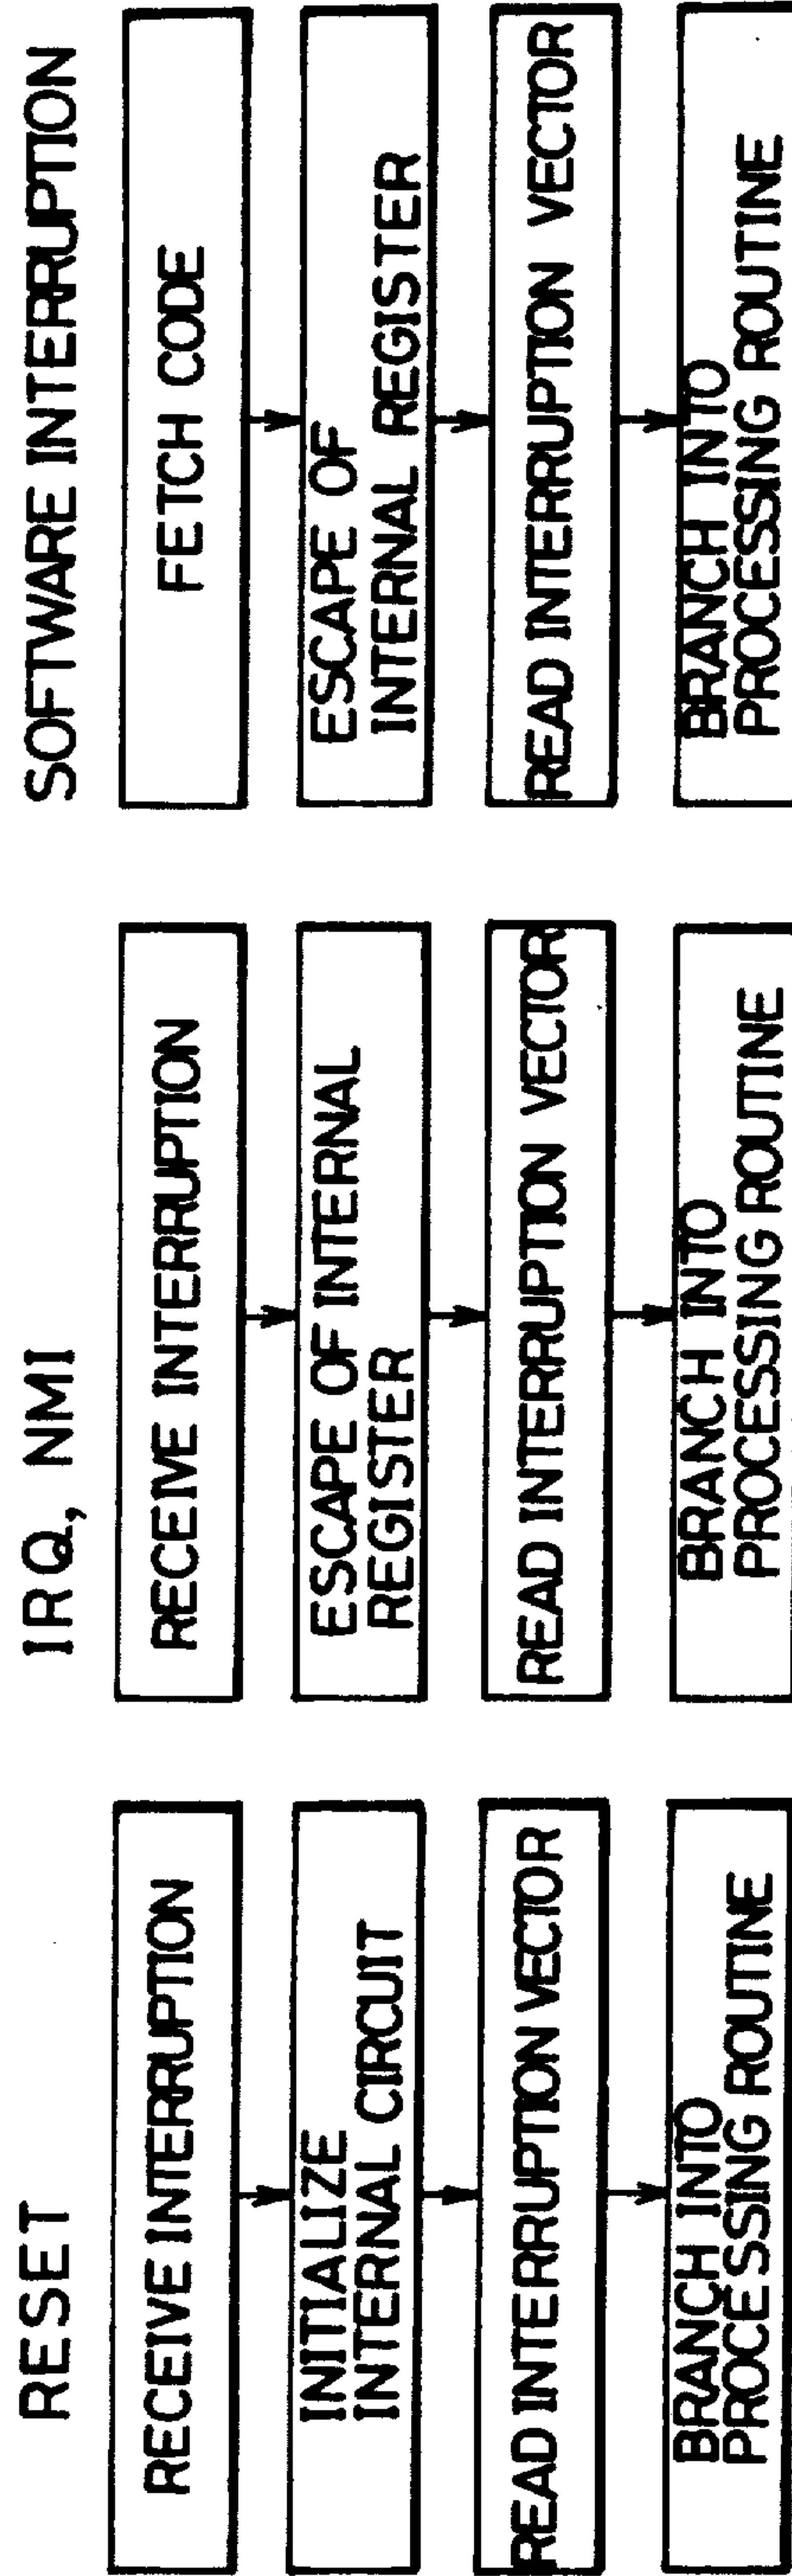 RESET
RECEIVE INTERRUPTION
INITIALIZE
INTERNAL CIRCUIT
READ INTERRUPTION VECTOR
BRANCH INTO
PROCESSING ROUTINE
IRQ, NMI
RECEIVE INTERRUPTION
ESCAPE OF INTERNAL
REGISTER
READ INTERRUPTION VECTOR
BRANCH INTO
PROCESSING ROUTINE
SOFTWARE INTERRUPTION
FETCH CODE
ESCAPE OF
INTERNAL REGISTER
READ INTERRUPTION VECTOR
BRANCH INTO
PROCESSING ROUTINE